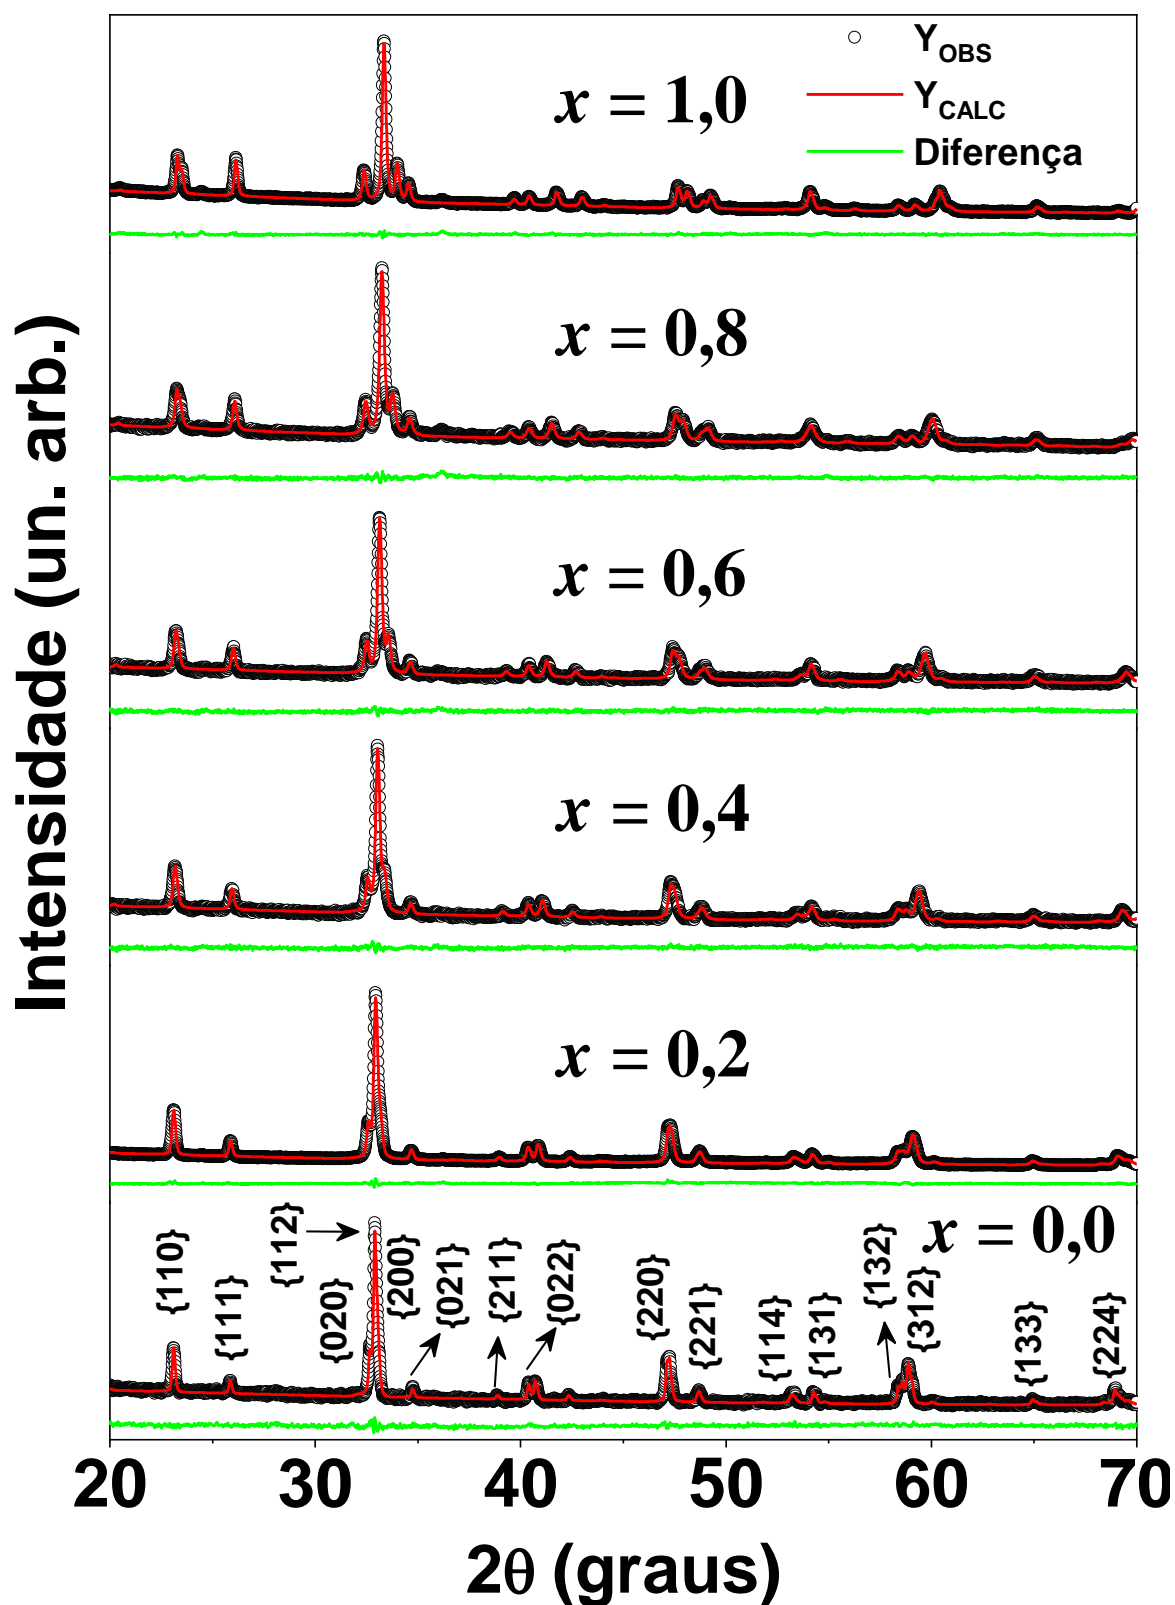 Y_OBS
Y_CALC
Diferença
x = 1,0
x = 0,8
x = 0,6
x = 0,4
x = 0,2
x = 0,0
Intensidade (un. arb.)
{110}
{111}
{112}
{020}
{200}
{021}
{211}
{022}
{220}
{221}
{114}
{131}
{132}
{312}
{133}
{224}
20 30 40 50 60 70
2θ (graus)